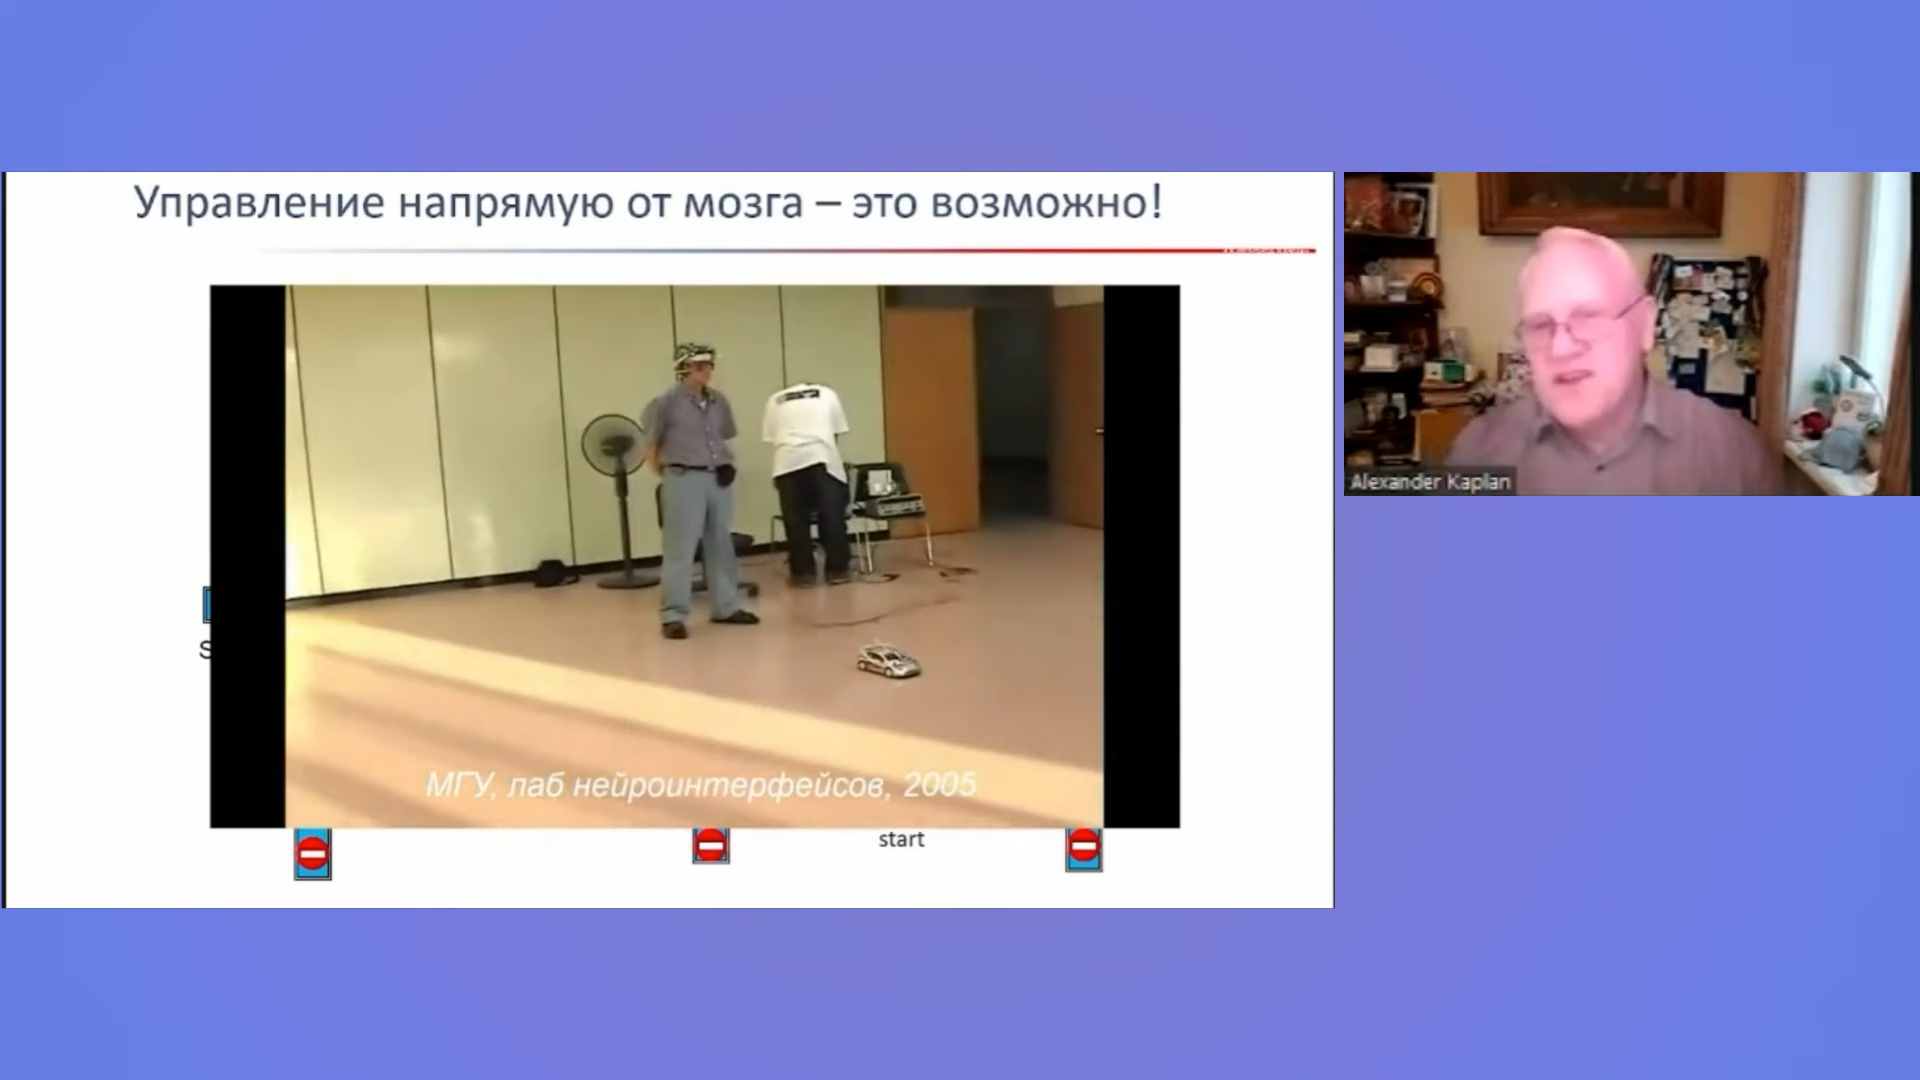 Управление напрямую от мозга – это возможно!
Alexander Kaplan
S
МГУ, лаб нейроинтерфейсов, 2005
start